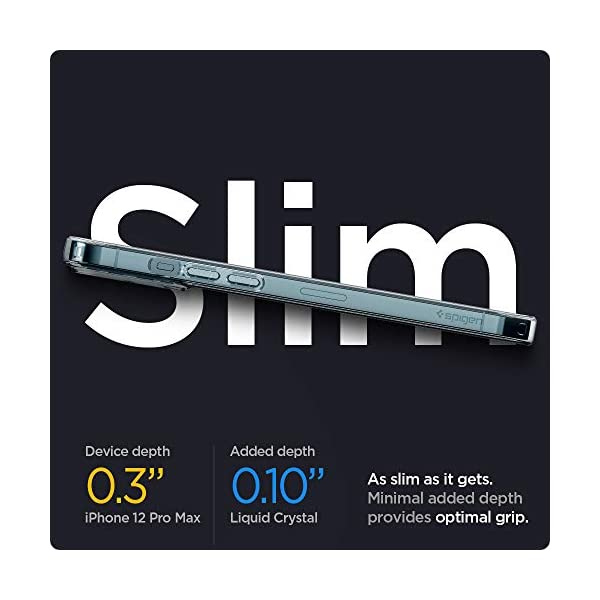 Slim
spigen
Device depth
0.3”
iPhone 12 Pro Max
Added depth
0.10”
Liquid Crystal
As slim as it gets.
Minimal added depth
provides optimal grip.